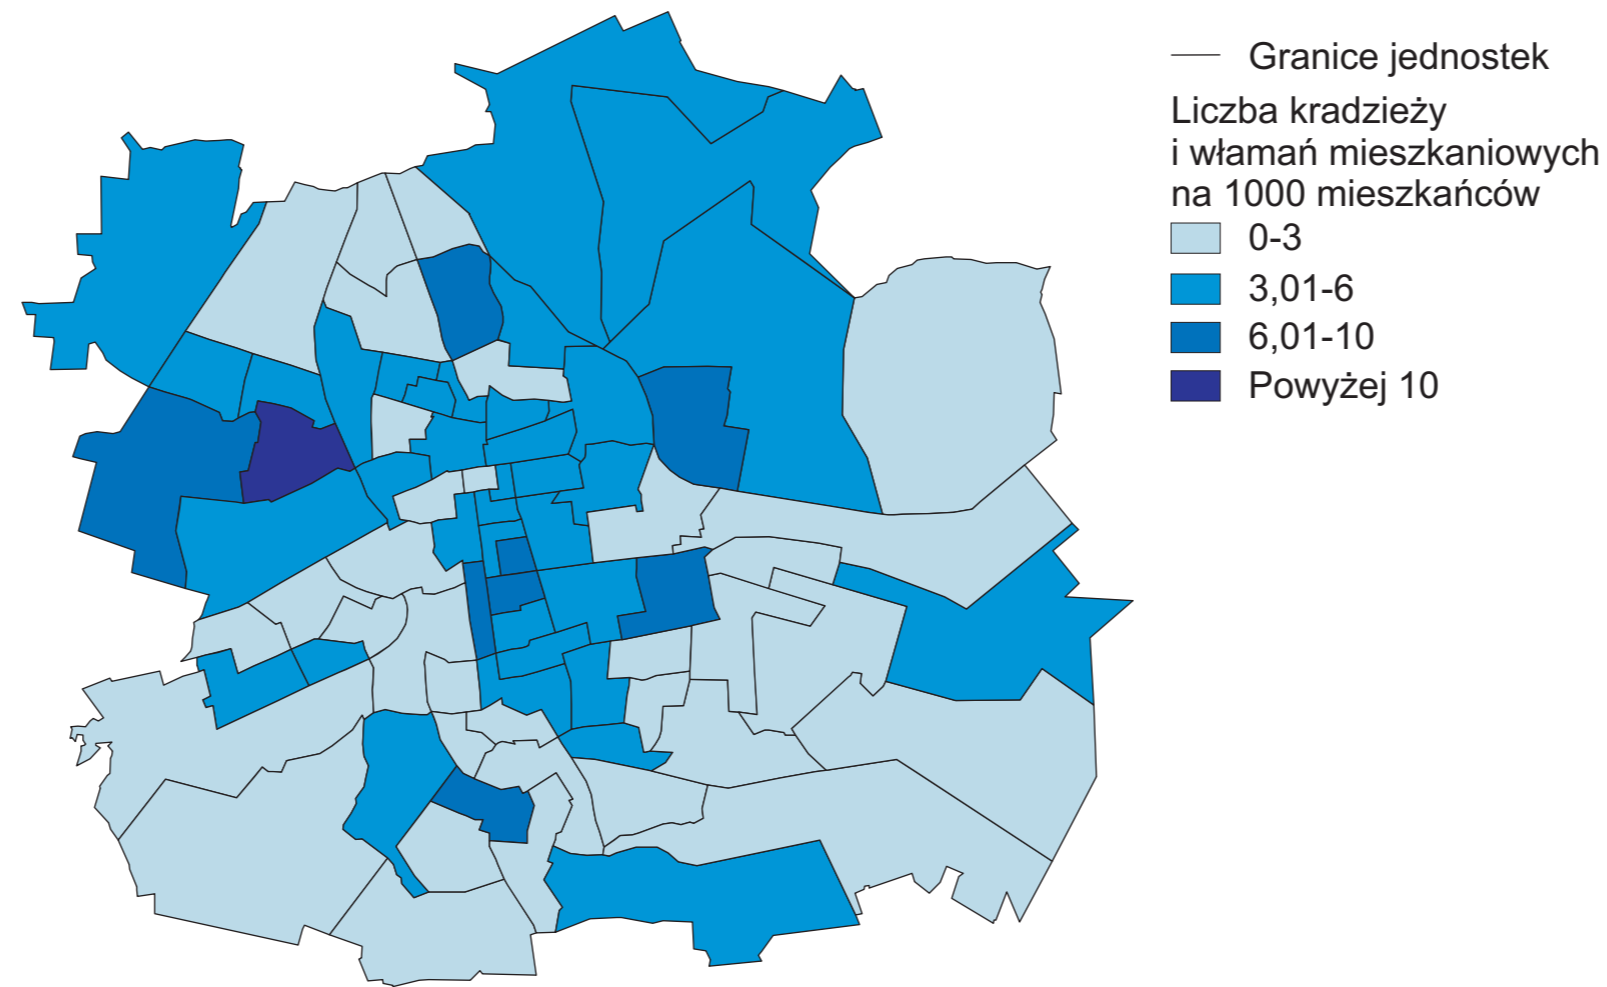 Granice jednostek
Liczba kradzieży
i włamań mieszkaniowych
na 1000 mieszkańców
0-3
3,01-6
6,01-10
Powyżej 10